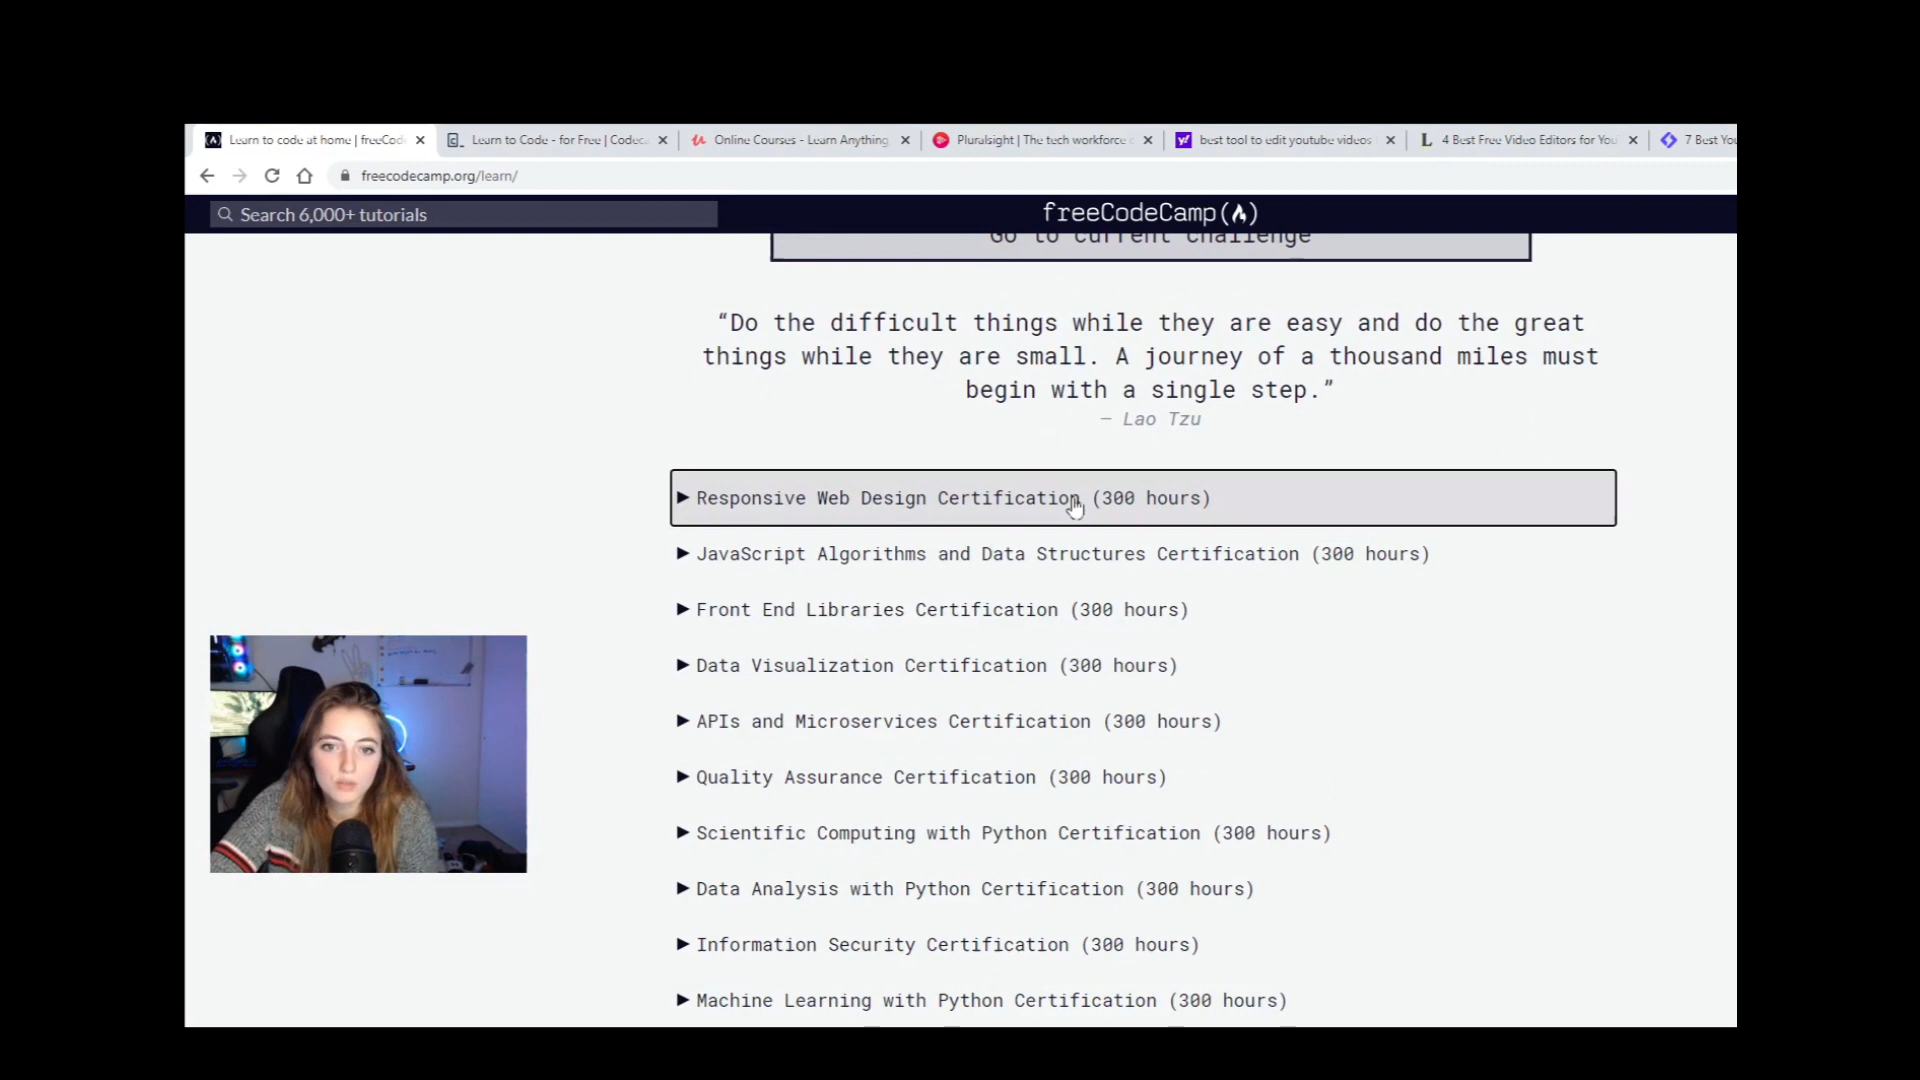 Learn to code at home | freeCod
Learn to Code - for Free | Codeca
Online Courses - Learn Anything
Pluralsight | The tech workforce
best tool to edit youtube videos
4 Best Free Video Editors for You
7 Best You
freecodecamp.org/learn/
Search 6,000+ tutorials
freeCodeCamp(🔥)
Go to current challenge
“Do the difficult things while they are easy and do the great
things while they are small. A journey of a thousand miles must
begin with a single step.”
— Lao Tzu
Responsive Web Design Certification (300 hours)
JavaScript Algorithms and Data Structures Certification (300 hours)
Front End Libraries Certification (300 hours)
Data Visualization Certification (300 hours)
APIs and Microservices Certification (300 hours)
Quality Assurance Certification (300 hours)
Scientific Computing with Python Certification (300 hours)
Data Analysis with Python Certification (300 hours)
Information Security Certification (300 hours)
Machine Learning with Python Certification (300 hours)